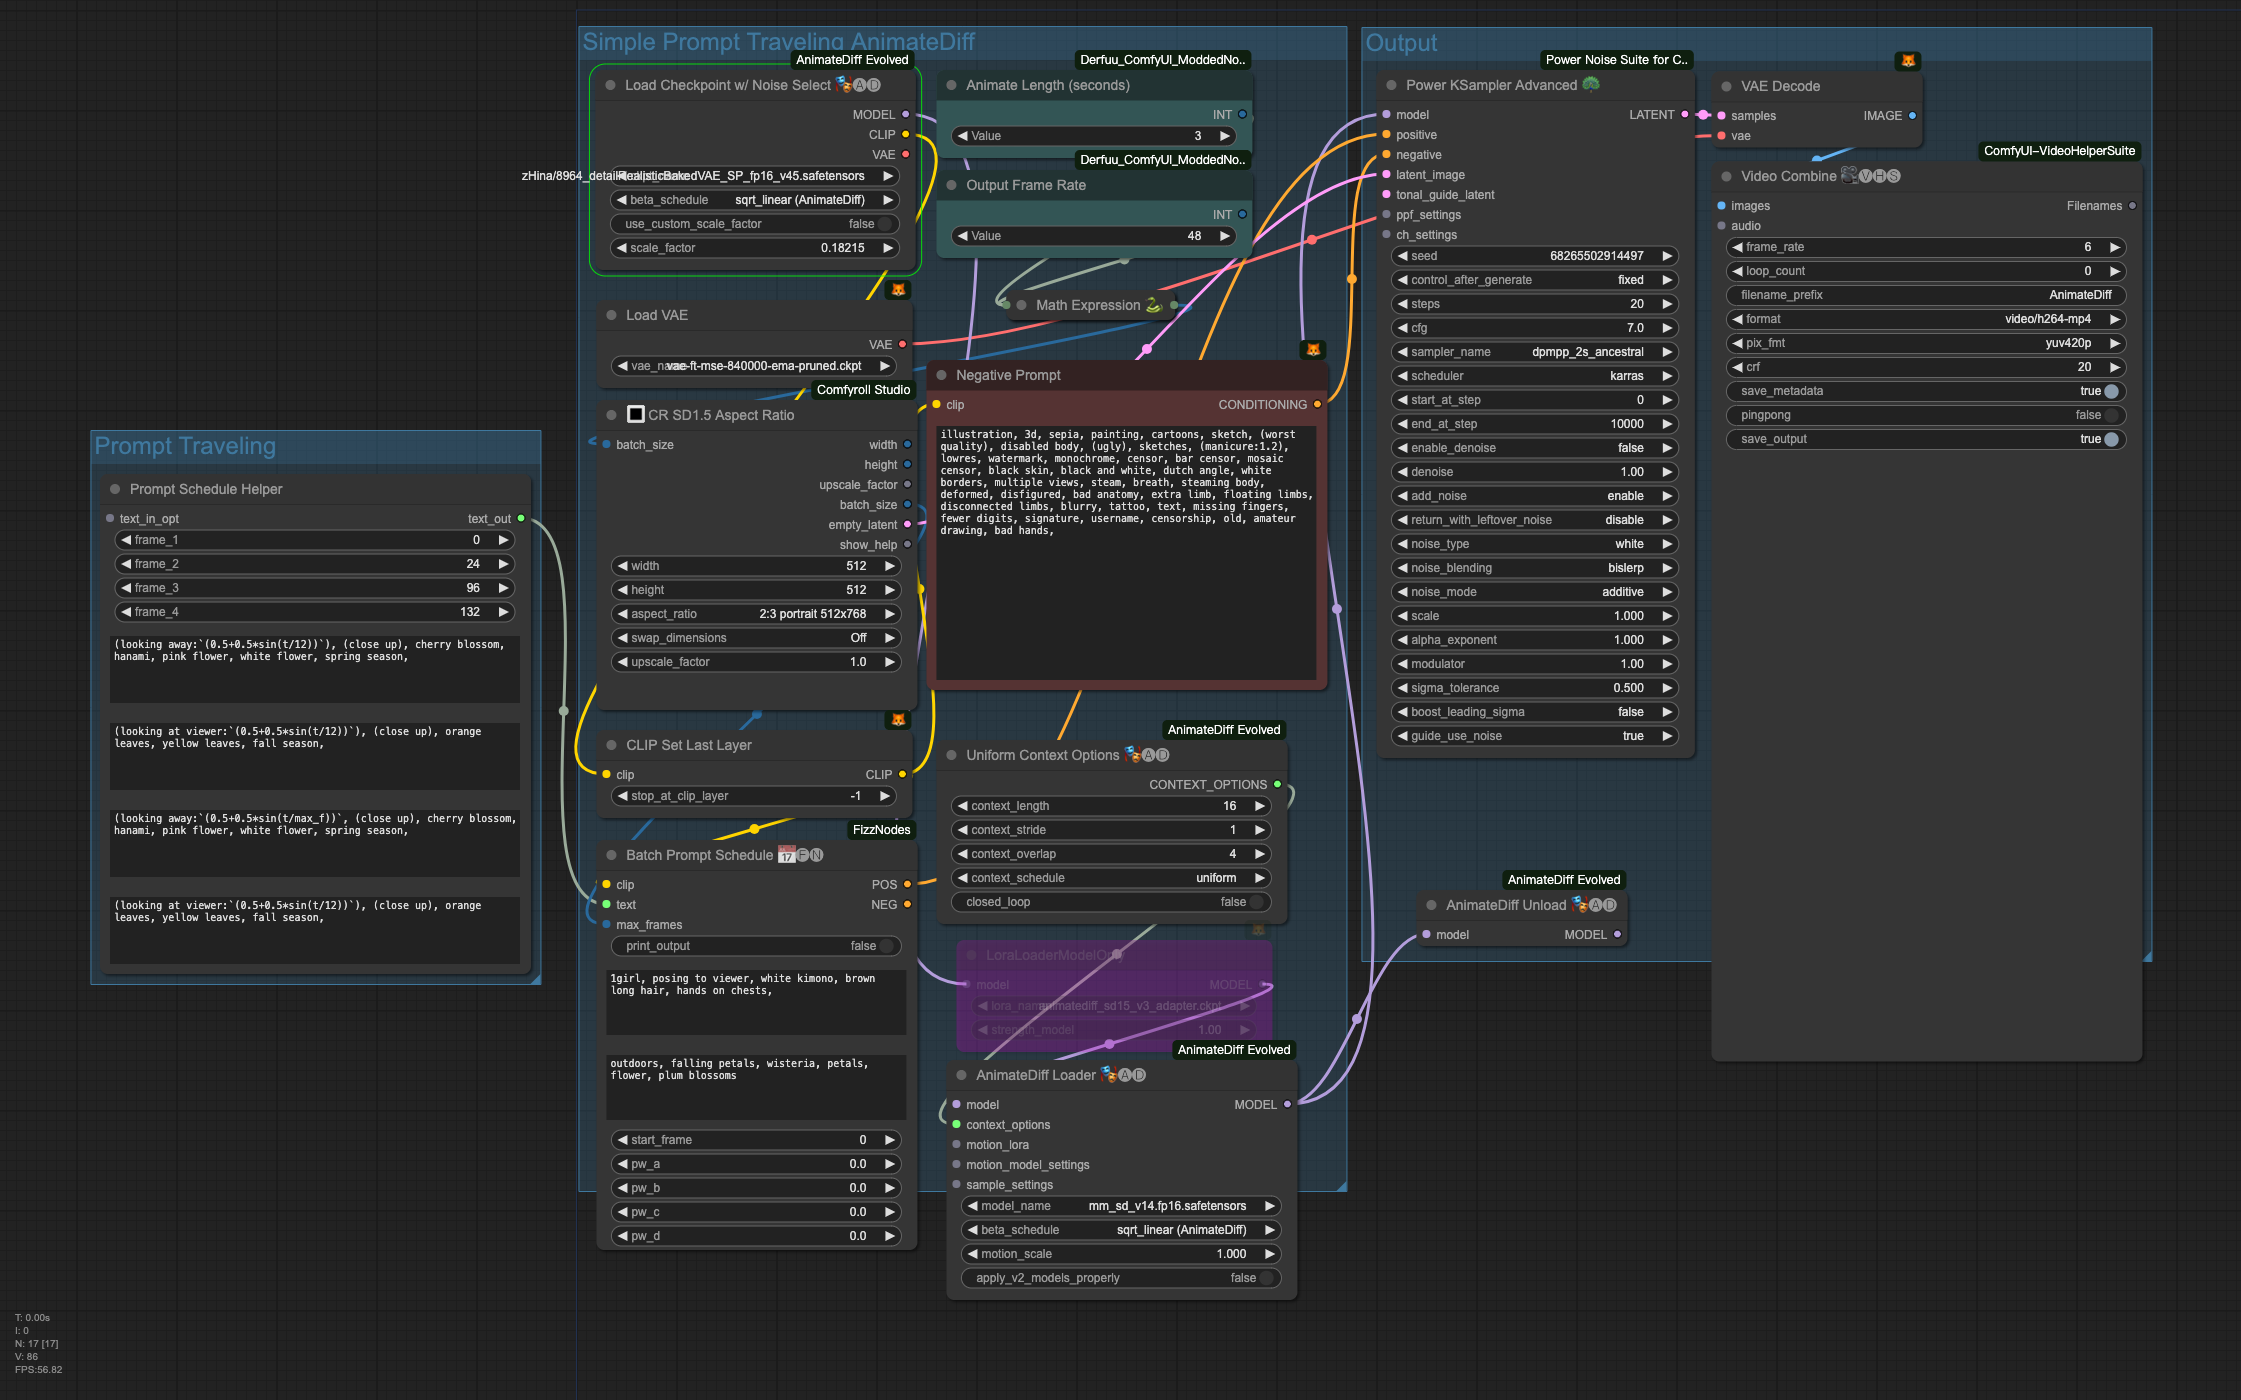 Simple Prompt Traveling AnimateDiff
AnimateDiff Evolved
Load Checkpoint w/ Noise Select AD
MODEL
CLIP
VAE
zHina/8964_detail
BakedVAE_SP_fp16_v45.safetensors
beta_schedule sqrt_linear (AnimateDiff)
use_custom_scale_factor false
scale_factor 0.18215
Load VAE
VAE
vae-ft-mse-840000-ema-pruned.ckpt
Comfyroll Studio
CR SD1.5 Aspect Ratio
batch_size width
height
upscale_factor
batch_size
empty_latent
show_help
width 512
height 512
aspect_ratio 2:3 portrait 512x768
swap_dimensions Off
upscale_factor 1.0
CLIP Set Last Layer
clip CLIP
stop_at_clip_layer -1
FizzNodes
Batch Prompt Schedule 17 FN
clip POS
text NEG
max_frames
print_output false
1girl, posing to viewer, white kimono, brown
long hair, hands on chests,
outdoors, falling petals, wisteria, petals,
flower, plum blossoms
start_frame 0
pw_a 0.0
pw_b 0.0
pw_c 0.0
pw_d 0.0
Derfuu_ComfyUI_ModdedNo..
Animate Length (seconds)
INT
Value 3
Derfuu_ComfyUI_ModdedNo..
Output Frame Rate
INT
Value 48
Math Expression
Negative Prompt
clip CONDITIONING
illustration, 3d, sepia, painting, cartoons, sketch, (worst
quality), disabled body, (ugly), sketches, (manicure:1.2),
lowres, watermark, monochrome, censor, bar censor, mosaic
censor, black skin, black and white, dutch angle, white
borders, multiple views, steam, breath, steaming body,
deformed, disfigured, bad anatomy, extra limb, floating limbs,
disconnected limbs, blurry, tattoo, text, missing fingers,
fewer digits, signature, username, censorship, old, amateur
drawing, bad hands,
AnimateDiff Evolved
Uniform Context Options AD
CONTEXT_OPTIONS
context_length 16
context_stride 1
context_overlap 4
context_schedule uniform
closed_loop false
LoraLoaderModelOnly
model MODEL
lora_name
animatediff_sd15_v3_adapter.ckpt
strength_model 1.00
AnimateDiff Evolved
AnimateDiff Loader AD
model MODEL
context_options
motion_lora
motion_model_settings
sample_settings
model_name mm_sd_v14.fp16.safetensors
beta_schedule sqrt_linear (AnimateDiff)
motion_scale 1.000
apply_v2_models_properly false
Output
Power Noise Suite for C..
Power KSampler Advanced
model LATENT
positive
negative
latent_image
tonal_guide_latent
ppf_settings
ch_settings
seed 68265502914497
control_after_generate fixed
steps 20
cfg 7.0
sampler_name dpmpp_2s_ancestral
scheduler karras
start_at_step 0
end_at_step 10000
enable_denoise false
denoise 1.00
add_noise enable
return_with_leftover_noise disable
noise_type white
noise_blending bislerp
noise_mode additive
scale 1.000
alpha_exponent 1.000
modulator 1.00
sigma_tolerance 0.500
boost_leading_sigma false
guide_use_noise true
AnimateDiff Evolved
AnimateDiff Unload AD
model MODEL
VAE Decode
samples IMAGE
vae
ComfyUI-VideoHelperSuite
Video Combine VHS
images Filenames
audio
frame_rate 6
loop_count 0
filename_prefix AnimateDiff
format video/h264-mp4
pix_fmt yuv420p
crf 20
save_metadata true
pingpong false
save_output true
Prompt Traveling
Prompt Schedule Helper
text_in_opt text_out
frame_1 0
frame_2 24
frame_3 96
frame_4 132
(looking away:`(0.5+0.5*sin(t/12))`), (close up), cherry blossom,
hanami, pink flower, white flower, spring season,
(looking at viewer:`(0.5+0.5*sin(t/12))`), (close up), orange
leaves, yellow leaves, fall season,
(looking away:`(0.5+0.5*sin(t/max_f))`, (close up), cherry blossom,
hanami, pink flower, white flower, spring season,
(looking at viewer:`(0.5+0.5*sin(t/12))`), (close up), orange
leaves, yellow leaves, fall season,
T: 0.00s
I: 0
N: 17 [17]
V: 86
FPS:56.82